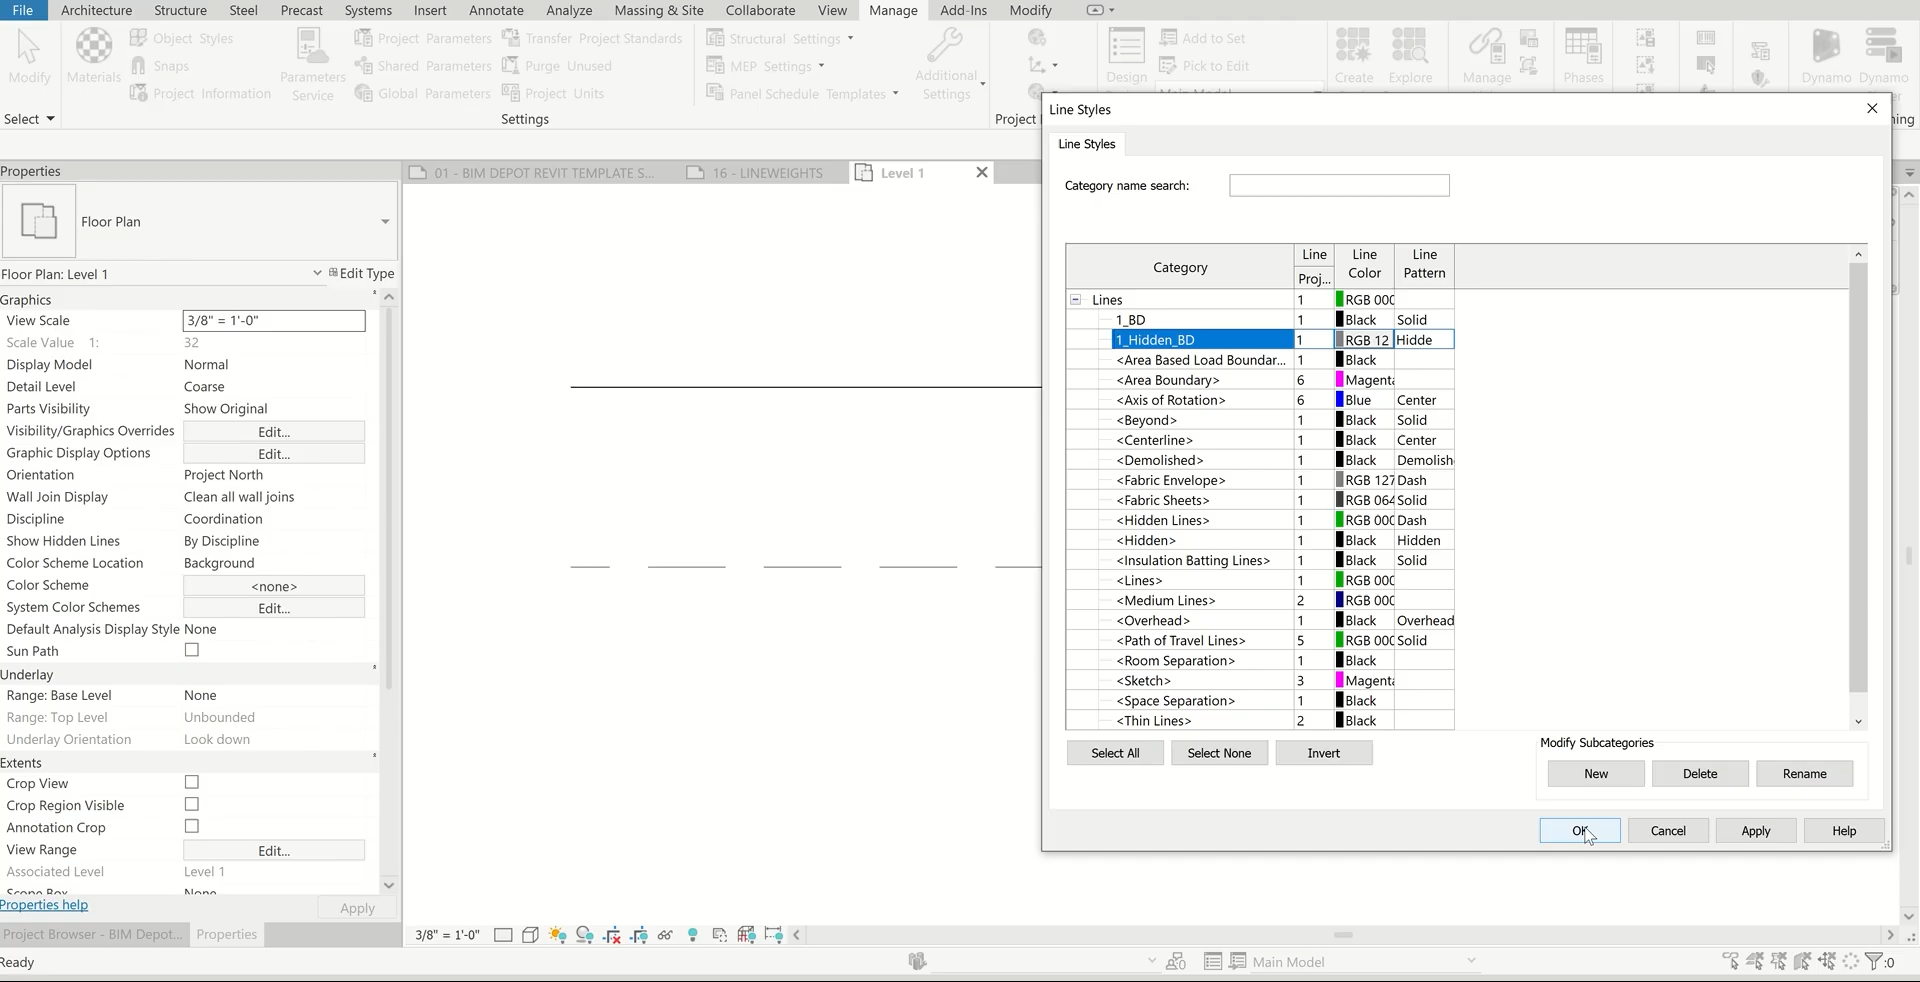 File Architecture Structure Steel Precast Systems Insert Annotate Analyze Massing & Site Collaborate View Manage Add-Ins Modify
Object Styles Project Parameters Transfer Project Standards Structural Settings Add to Set
Snaps Shared Parameters Purge Unused MEP Settings Pick to Edit
Modify Materials Parameters Additional Design Create Explore Manage Phases Dynamo Dynamo
Project Information Service Global Parameters Project Units Panel Schedule Templates Settings
Select Settings Project
Line Styles
Line Styles
Properties
01 - BIM DEPOT REVIT TEMPLATE S... 16 - LINEWEIGHTS Level 1
Category name search:
Floor Plan
Floor Plan: Level 1 Edit Type
Graphics
View Scale 3/8" = 1'-0"
Scale Value 1: 32
Display Model Normal
Detail Level Coarse
Parts Visibility Show Original
Visibility/Graphics Overrides Edit...
Graphic Display Options Edit...
Orientation Project North
Wall Join Display Clean all wall joins
Discipline Coordination
Show Hidden Lines By Discipline
Color Scheme Location Background
Color Scheme <none>
System Color Schemes Edit...
Default Analysis Display Style None
Sun Path
Underlay
Range: Base Level None
Range: Top Level Unbounded
Underlay Orientation Look down
Extents
Crop View
Crop Region Visible
Annotation Crop
View Range Edit...
Associated Level Level 1
Scope Box None
Properties help Apply
Project Browser - BIM Depot... Properties
Category Line Proj... Line Color Line Pattern
Lines 1 RGB 000
1_BD 1 Black Solid
1_Hidden_BD 1 RGB 12 Hidde
<Area Based Load Boundar... 1 Black
<Area Boundary> 6 Magenta
<Axis of Rotation> 6 Blue Center
<Beyond> 1 Black Solid
<Centerline> 1 Black Center
<Demolished> 1 Black Demolish
<Fabric Envelope> 1 RGB 127 Dash
<Fabric Sheets> 1 RGB 064 Solid
<Hidden Lines> 1 RGB 000 Dash
<Hidden> 1 Black Hidden
<Insulation Batting Lines> 1 Black Solid
<Lines> 1 RGB 000
<Medium Lines> 2 RGB 000
<Overhead> 1 Black Overhead
<Path of Travel Lines> 5 RGB 000 Solid
<Room Separation> 1 Black
<Sketch> 3 Magenta
<Space Separation> 1 Black
<Thin Lines> 2 Black
Select All Select None Invert
Modify Subcategories
New Delete Rename
OK Cancel Apply Help
3/8" = 1'-0"
Ready Main Model :0